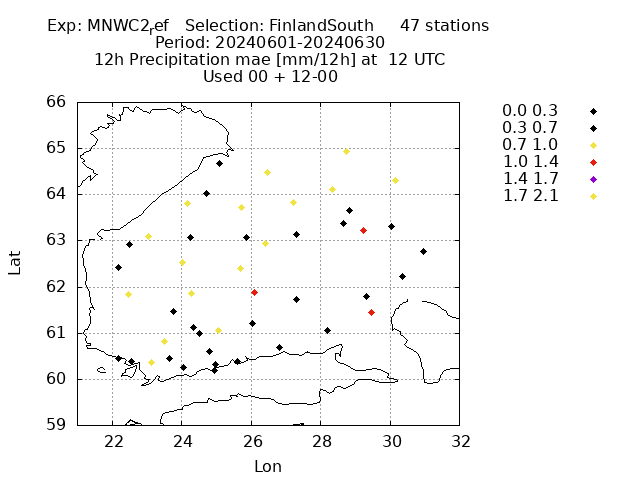 Exp: MNWC2ref   Selection: FinlandSouth     47 stations
Period: 20240601-20240630
12h Precipitation mae [mm/12h] at  12 UTC
Used 00 + 12-00
0.0 0.3
0.3 0.7
0.7 1.0
1.0 1.4
1.4 1.7
1.7 2.1
66
65
64
63
62
61
60
59
Lat
22 24 26 28 30 32
Lon